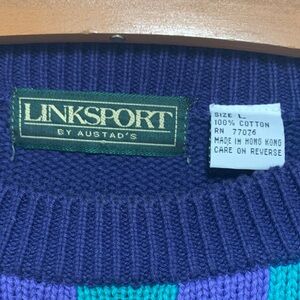 LINKSPORT
BY AUSTAD'S
SIZE L
100% COTTON
RN 77076
MADE IN HONG KONG
CARE ON REVERSE